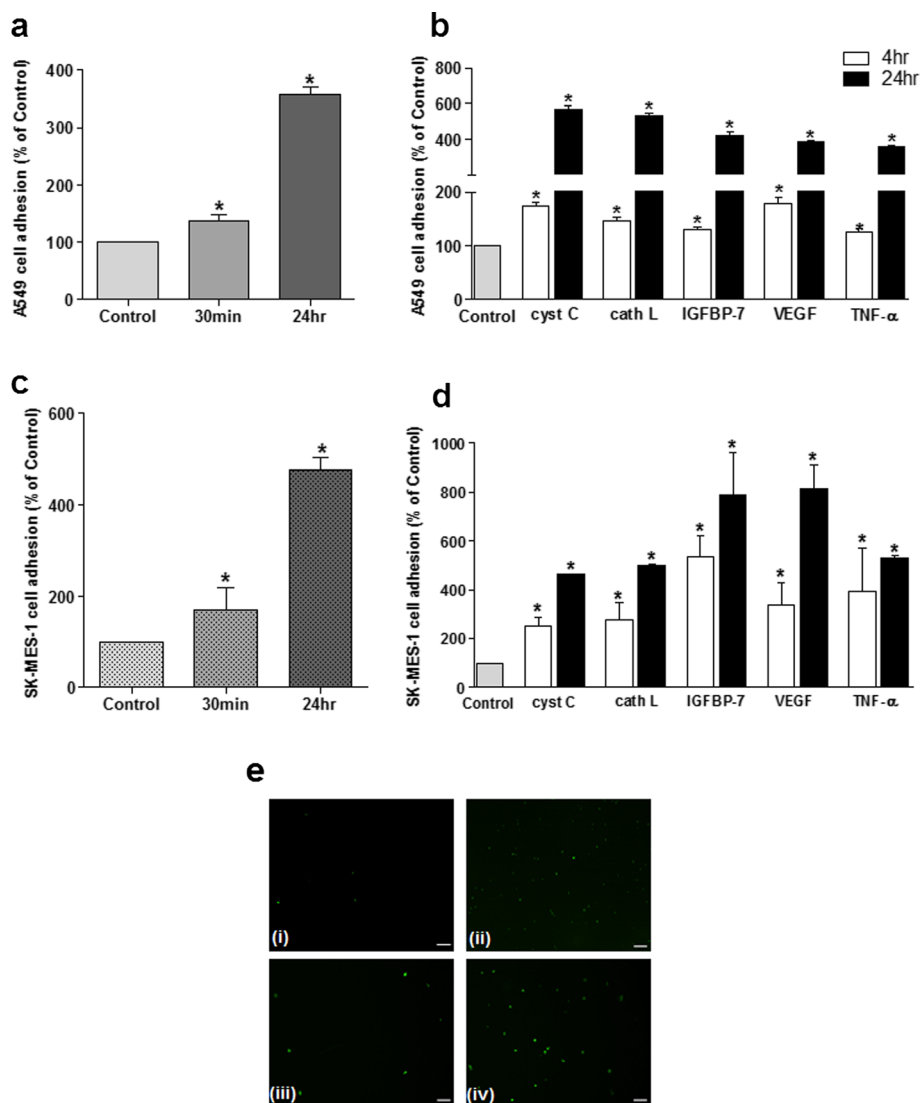 a
A549 cell adhesion (% of Control)
400
300
200
100
0
*
*
Control 30min 24hr
b
4hr
24hr
A549 cell adhesion (% of Control)
800
600
400
200
100
0
* * * * *
* * * * *
Control cyst C cath L IGFBP-7 VEGF TNF-α
c
SK-MES-1 cell adhesion (% of Control)
600
400
200
0
*
*
Control 30min 24hr
d
SK-MES-1 cell adhesion (% of Control)
1000
800
600
400
200
0
* * * * *
* * * * *
Control cyst C cath L IGFBP-7 VEGF TNF-α
e
(i) (ii)
(iii) (iv)